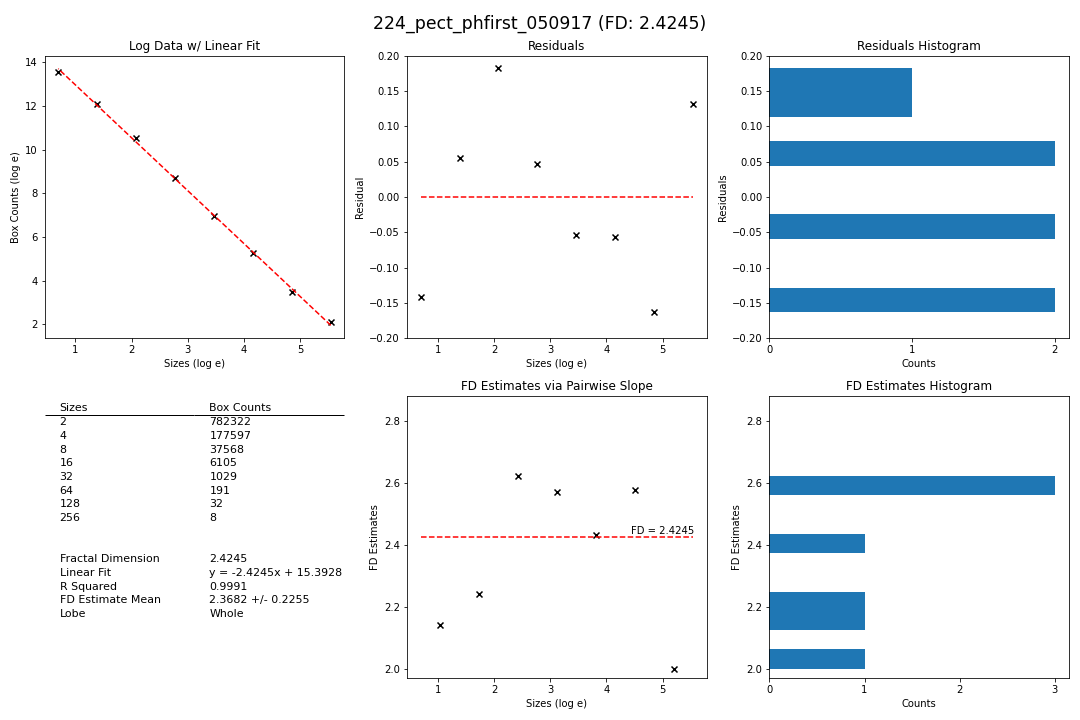 224_pect_phfirst_050917 (FD: 2.4245)
Log Data w/ Linear Fit
14
12
10
8
6
4
2
Box Counts (log e)
1 2 3 4 5
Sizes (log e)
Residuals
0.20
0.15
0.10
0.05
0.00
−0.05
−0.10
−0.15
−0.20
Residual
1 2 3 4 5
Sizes (log e)
Residuals Histogram
0.20
0.15
0.10
0.05
0.00
−0.05
−0.10
−0.15
−0.20
Residuals
0 1 2
Counts
Sizes Box Counts
2 782322
4 177597
8 37568
16 6105
32 1029
64 191
128 32
256 8
Fractal Dimension 2.4245
Linear Fit y = -2.4245x + 15.3928
R Squared 0.9991
FD Estimate Mean 2.3682 +/- 0.2255
Lobe Whole
FD Estimates via Pairwise Slope
2.8
2.6
2.4
2.2
2.0
FD Estimates
FD = 2.4245
1 2 3 4 5
Sizes (log e)
FD Estimates Histogram
2.8
2.6
2.4
2.2
2.0
FD Estimates
0 1 2 3
Counts